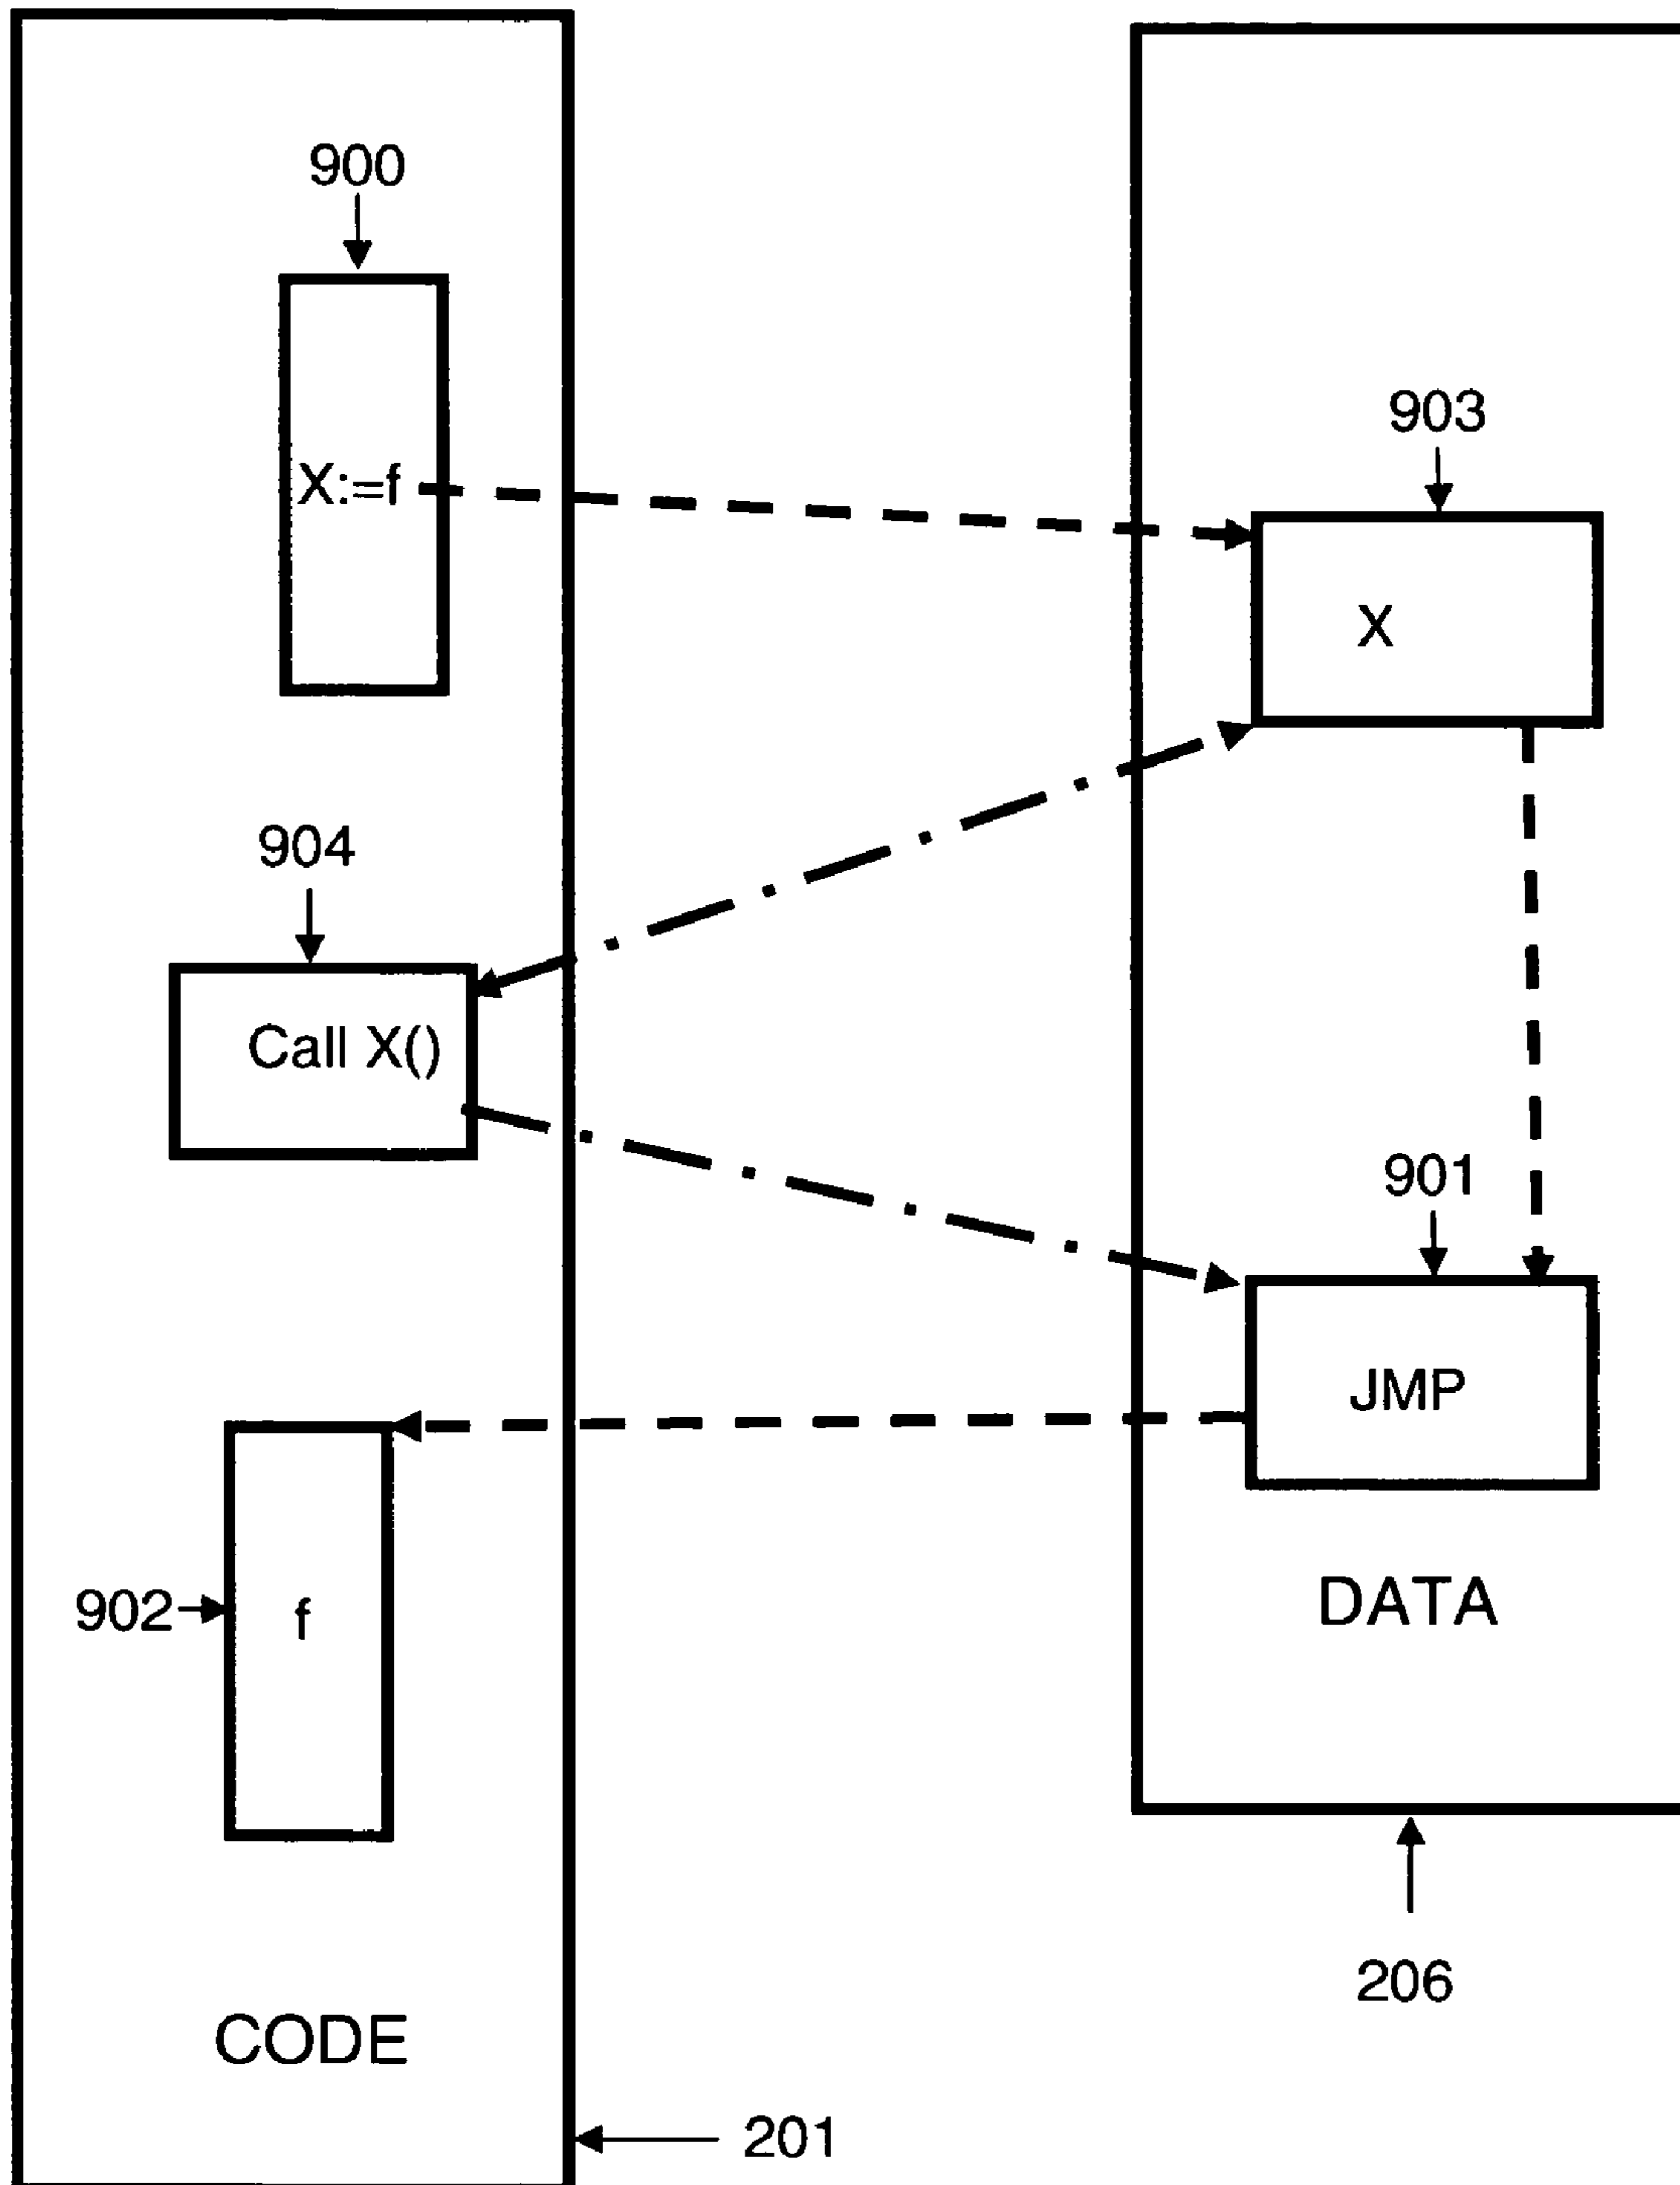 900
X:=f
903
X
904
Call X()
901
JMP
902
f
DATA
206
CODE
201